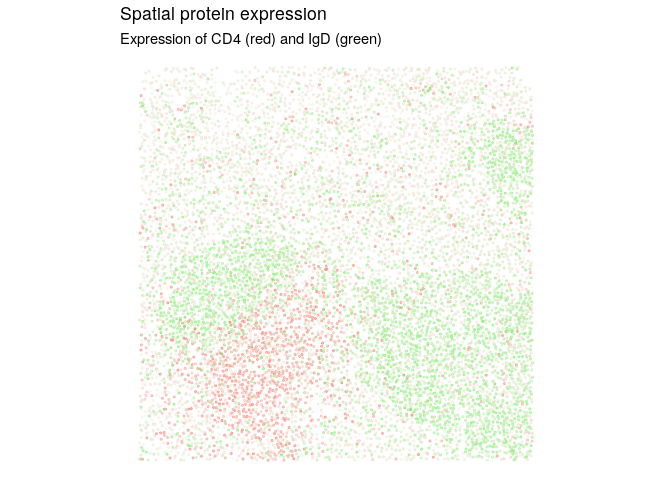 Spatial protein expression
Expression of CD4 (red) and IgD (green)